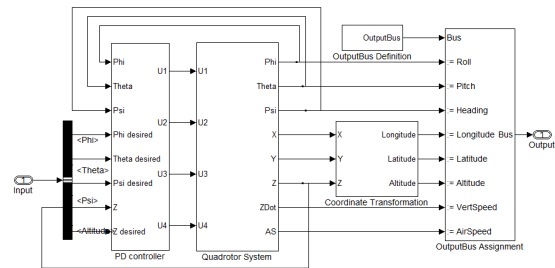 OutputBus
OutputBus Definition
Bus
Phi
U1
U1
Phi
:= Roll
Theta
Theta
:= Pitch
Psi
U2
U2
Psi
:= Heading
Phi desired
<Phi>
X
X
Longitude
:= Longitude
Bus
1
Output
Theta desired
Y
Y
Latitude
:= Latitude
<Theta>
U3
U3
1
Input
Psi desired
Z
Z
Altitude
:= Altitude
<Psi>
Coordinate Transformation
Z
ZDot
:= VertSpeed
<Altitude>
Z desired
U4
U4
AS
:= AirSpeed
PD controller
Quadrotor System
OutputBus Assignment